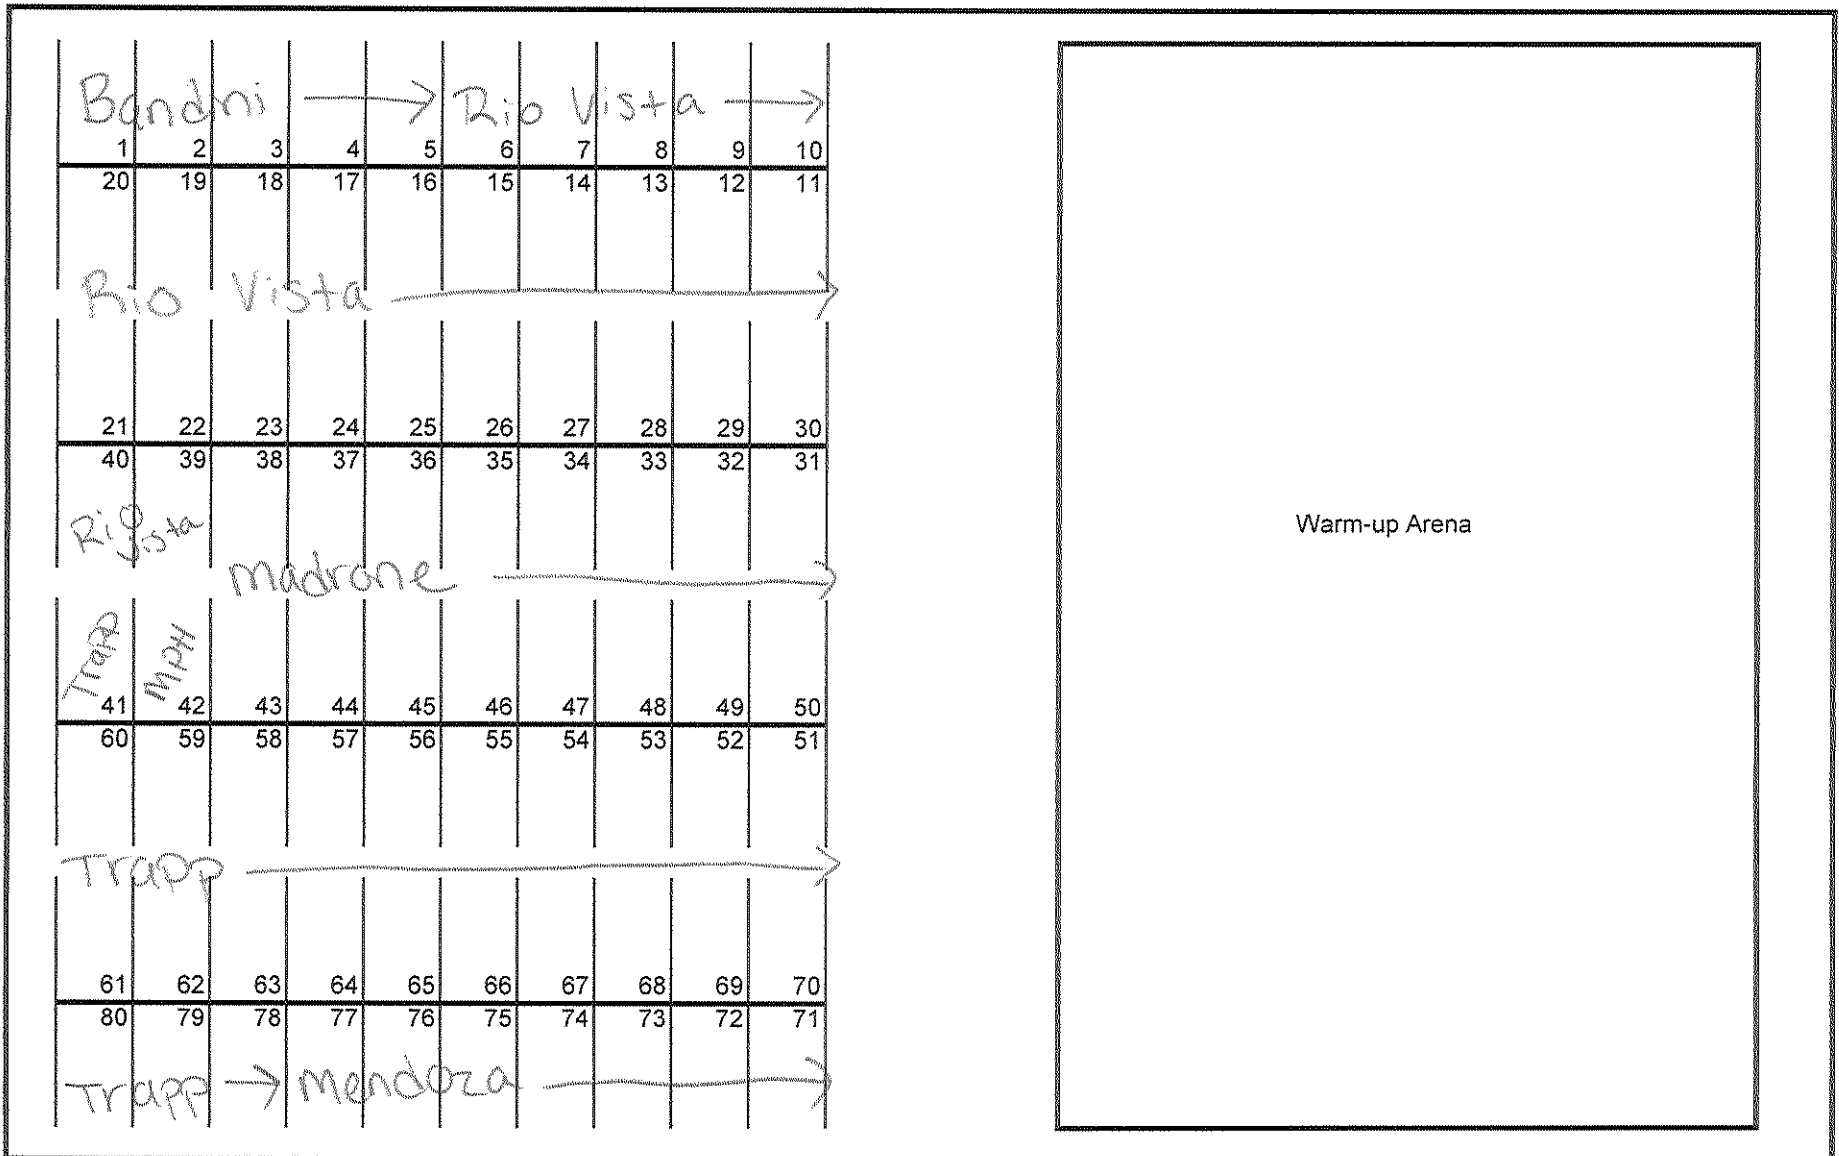 Bandini → Rio Vista →
1 2 3 4 5 6 7 8 9 10
20 19 18 17 16 15 14 13 12 11
Rio Vista →
21 22 23 24 25 26 27 28 29 30
40 39 38 37 36 35 34 33 32 31
Warm-up Arena
Rio Vista
madrone →
Trapp MPH
41 42 43 44 45 46 47 48 49 50
60 59 58 57 56 55 54 53 52 51
Trapp →
61 62 63 64 65 66 67 68 69 70
80 79 78 77 76 75 74 73 72 71
Trapp → Mendoza →